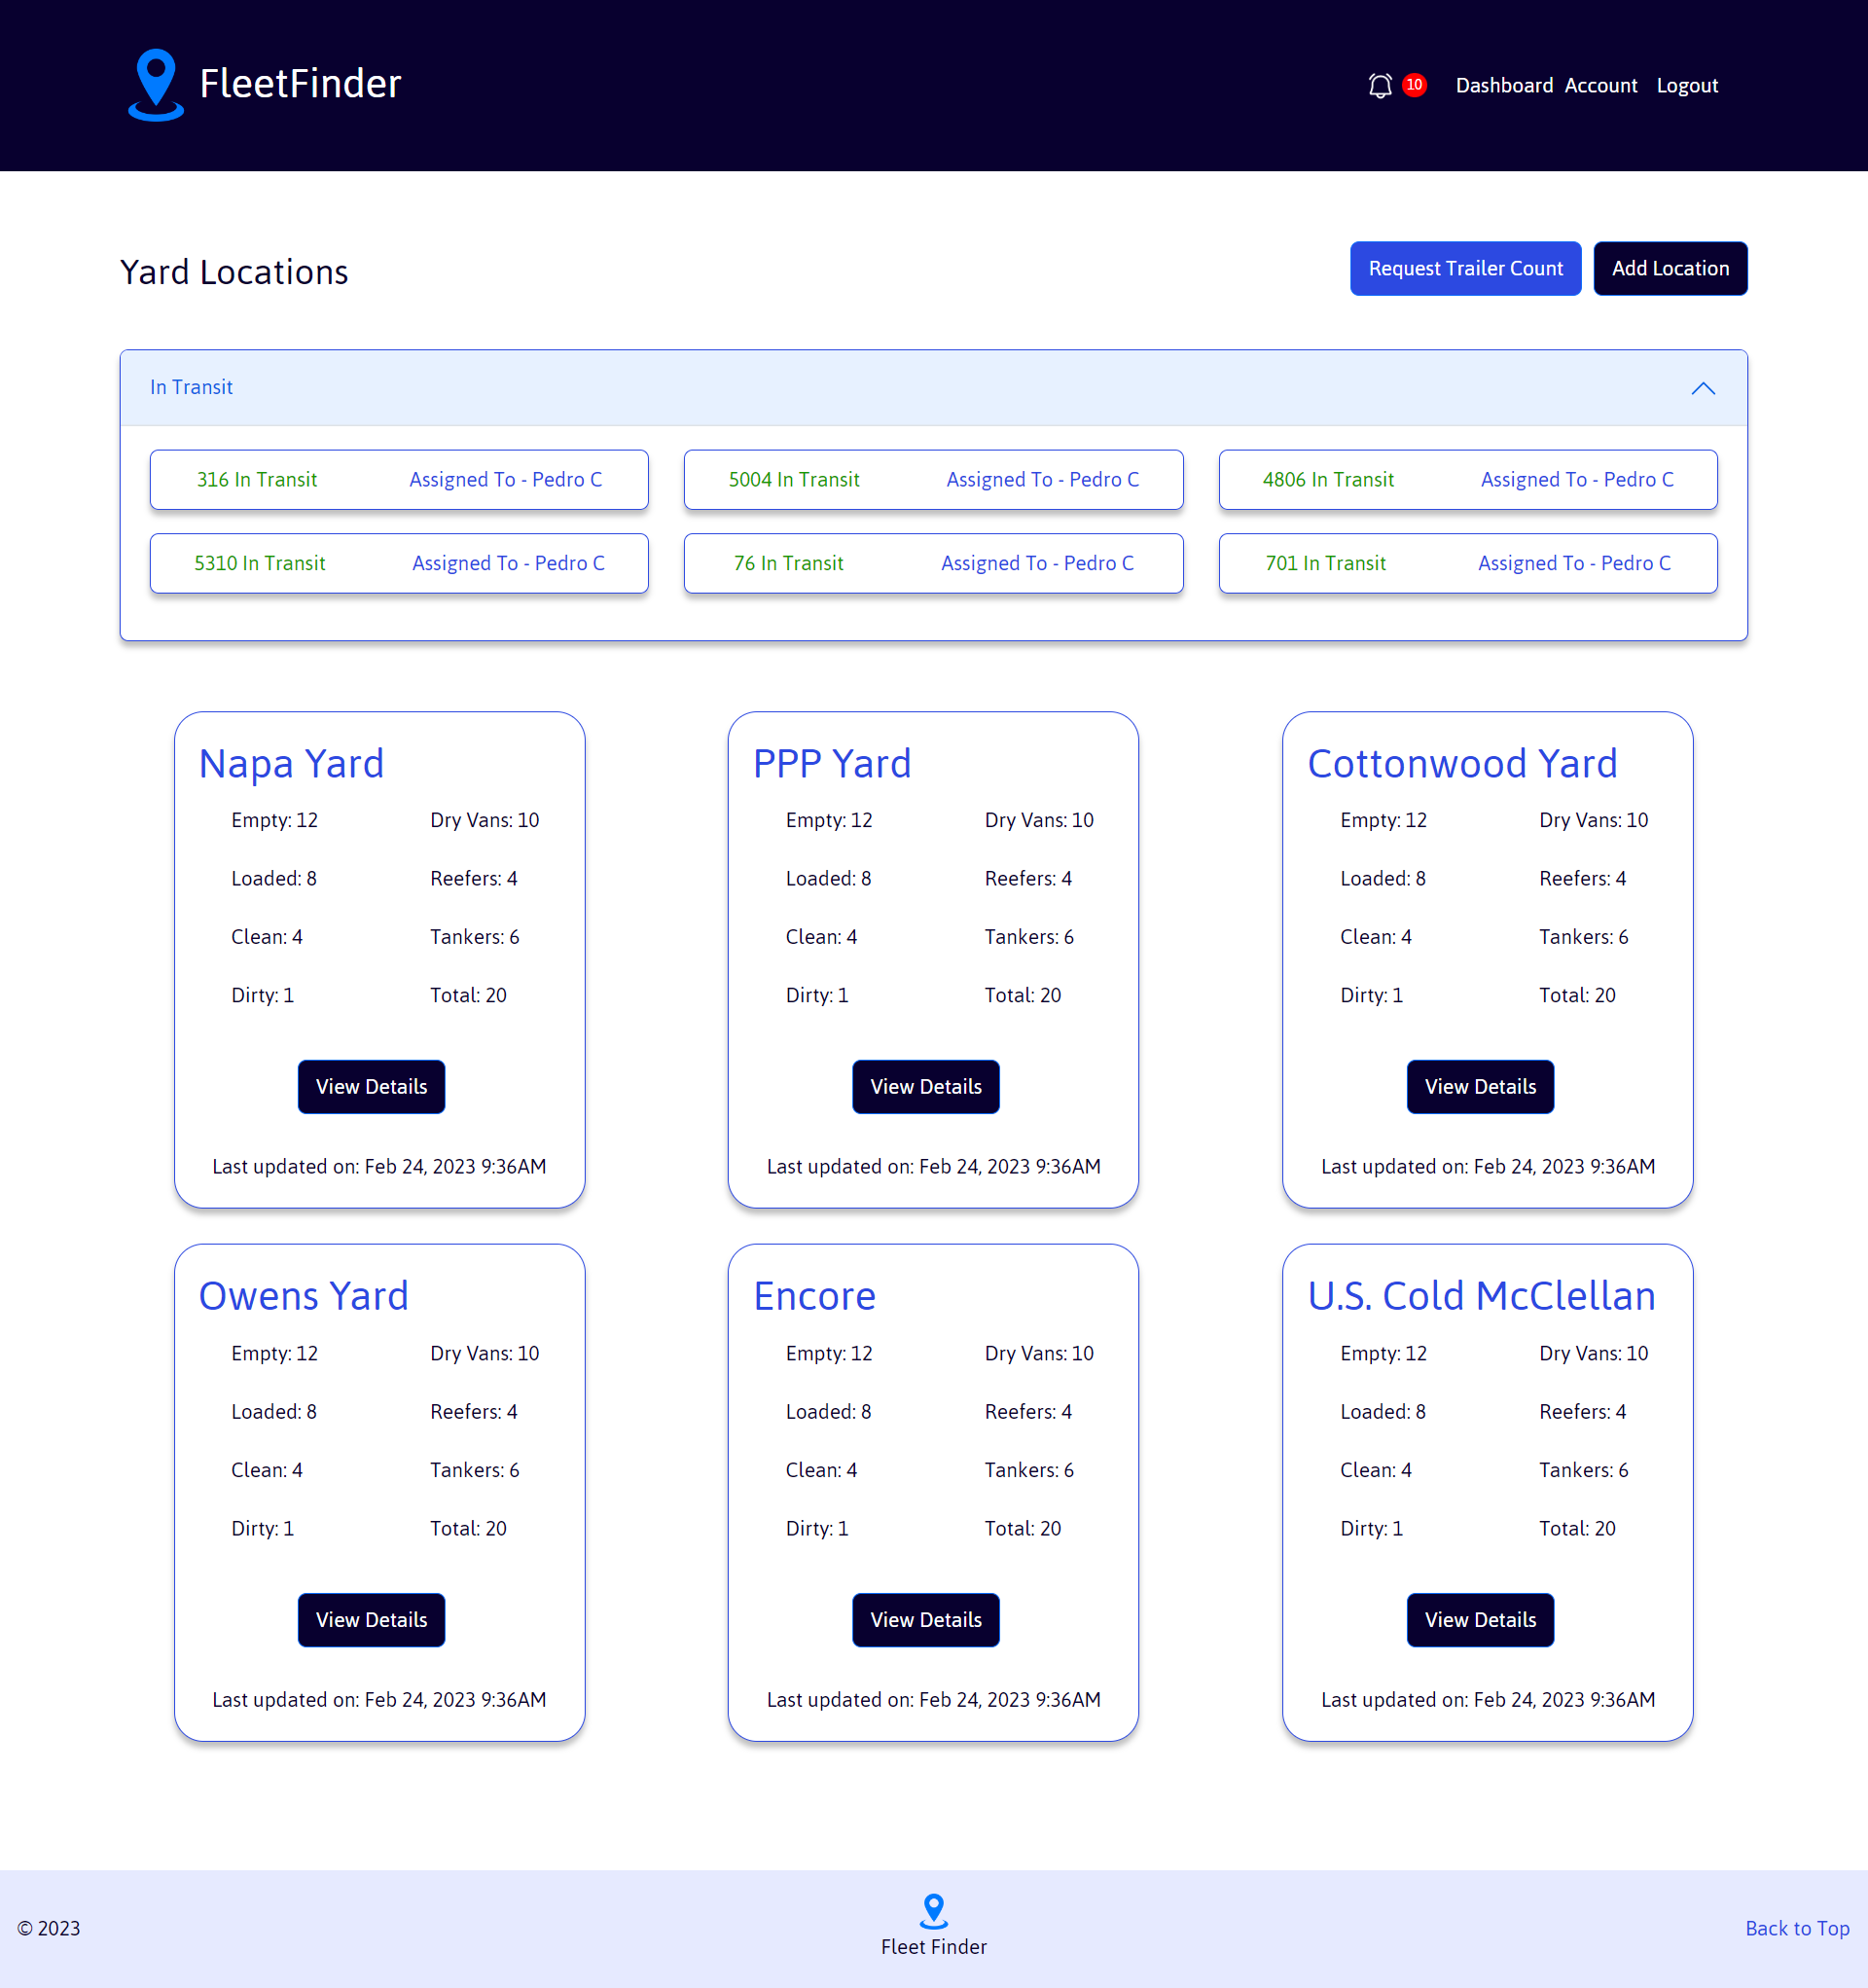 FleetFinder
10 Dashboard Account Logout
Yard Locations
Request Trailer Count Add Location
In Transit
316 In Transit Assigned To - Pedro C
5004 In Transit Assigned To - Pedro C
4806 In Transit Assigned To - Pedro C
5310 In Transit Assigned To - Pedro C
76 In Transit Assigned To - Pedro C
701 In Transit Assigned To - Pedro C
Napa Yard
Empty: 12 Dry Vans: 10
Loaded: 8 Reefers: 4
Clean: 4 Tankers: 6
Dirty: 1 Total: 20
View Details
Last updated on: Feb 24, 2023 9:36AM
PPP Yard
Empty: 12 Dry Vans: 10
Loaded: 8 Reefers: 4
Clean: 4 Tankers: 6
Dirty: 1 Total: 20
View Details
Last updated on: Feb 24, 2023 9:36AM
Cottonwood Yard
Empty: 12 Dry Vans: 10
Loaded: 8 Reefers: 4
Clean: 4 Tankers: 6
Dirty: 1 Total: 20
View Details
Last updated on: Feb 24, 2023 9:36AM
Owens Yard
Empty: 12 Dry Vans: 10
Loaded: 8 Reefers: 4
Clean: 4 Tankers: 6
Dirty: 1 Total: 20
View Details
Last updated on: Feb 24, 2023 9:36AM
Encore
Empty: 12 Dry Vans: 10
Loaded: 8 Reefers: 4
Clean: 4 Tankers: 6
Dirty: 1 Total: 20
View Details
Last updated on: Feb 24, 2023 9:36AM
U.S. Cold McClellan
Empty: 12 Dry Vans: 10
Loaded: 8 Reefers: 4
Clean: 4 Tankers: 6
Dirty: 1 Total: 20
View Details
Last updated on: Feb 24, 2023 9:36AM
© 2023
Fleet Finder
Back to Top